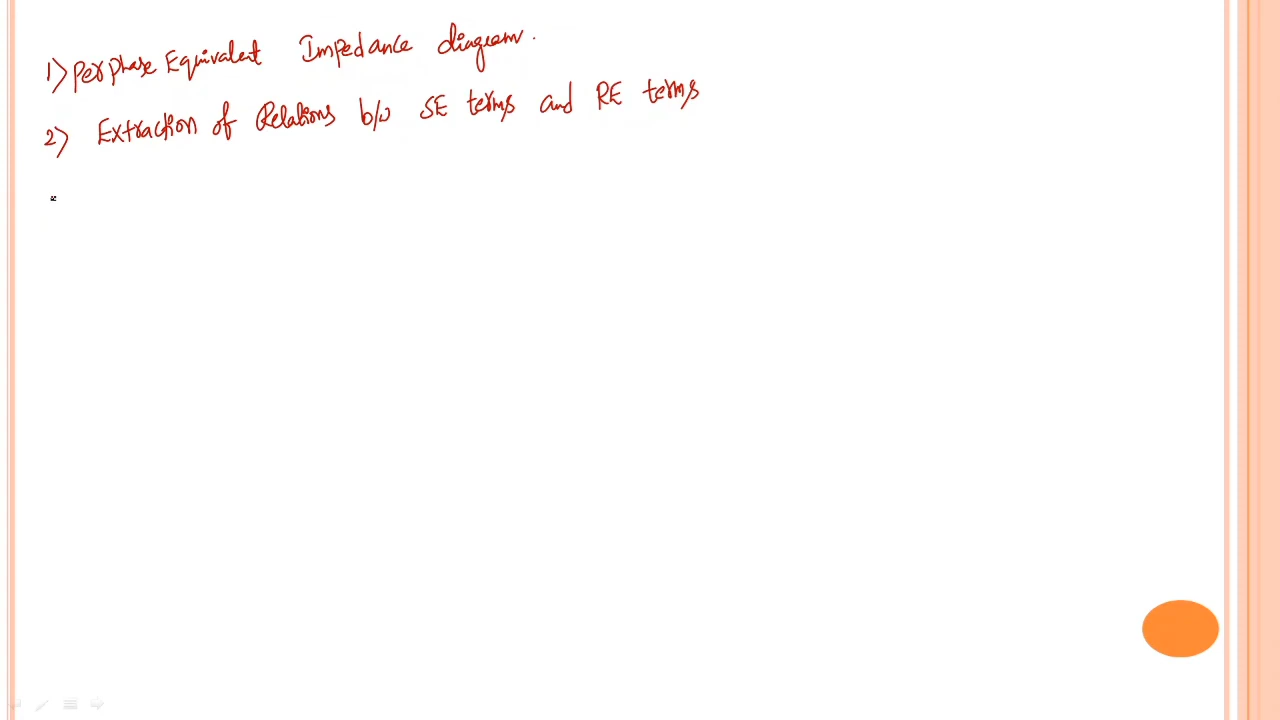 1) Per phase Equivalent Impedance diagram.
2) Extraction of Relations b/w SE terms and RE terms